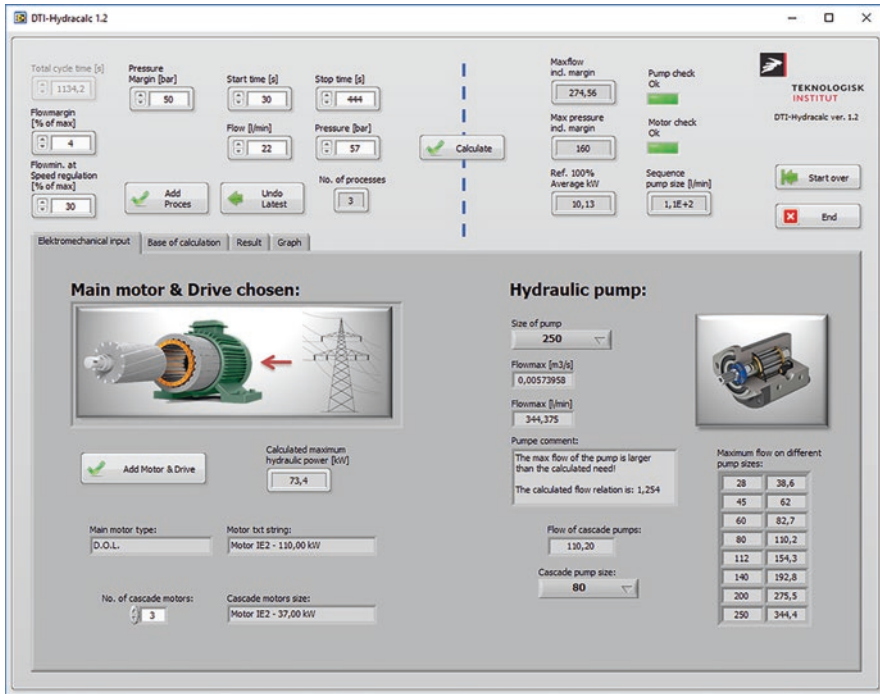 DTI-Hydracalc 1.2
Total cycle time [s]
1134,2
Pressure
Margin [bar]
50
Start time [s]
30
Stop time [s]
444
Flowmargin
[% of max]
4
Flow [l/min]
22
Pressure [bar]
57
Flowmin. at
Speed regulation
[% of max]
30
Add
Proces
Undo
Latest
No. of processes
3
Calculate
Maxflow
incl. margin
274,56
Pump check
Ok
Max pressure
incl. margin
160
Motor check
Ok
Ref. 100%
Average kW
10,13
Sequence
pump size [l/min]
1,1E+2
TEKNOLOGISK
INSTITUT
DTI-Hydracalc ver. 1.2
Start over
End
Elektromechanical input
Base of calculation
Result
Graph
Main motor & Drive chosen:
Add Motor & Drive
Calculated maximum
hydraulic power [kW]
73,4
Main motor type:
D.O.L.
Motor txt string:
Motor IE2 - 110,00 kW
No. of cascade motors:
3
Cascade motors size:
Motor IE2 - 37,00 kW
Hydraulic pump:
Size of pump
250
Flowmax [m3/s]
0,00573958
Flowmax [l/min]
344,375
Pumpe comment:
The max flow of the pump is larger
than the calculated need!
The calculated flow relation is: 1,254
Flow of cascade pumps:
110,20
Cascade pump size:
80
Maximum flow on different
pump sizes:
28 38,6
45 62
60 82,7
80 110,2
112 154,3
140 192,8
200 275,5
250 344,4